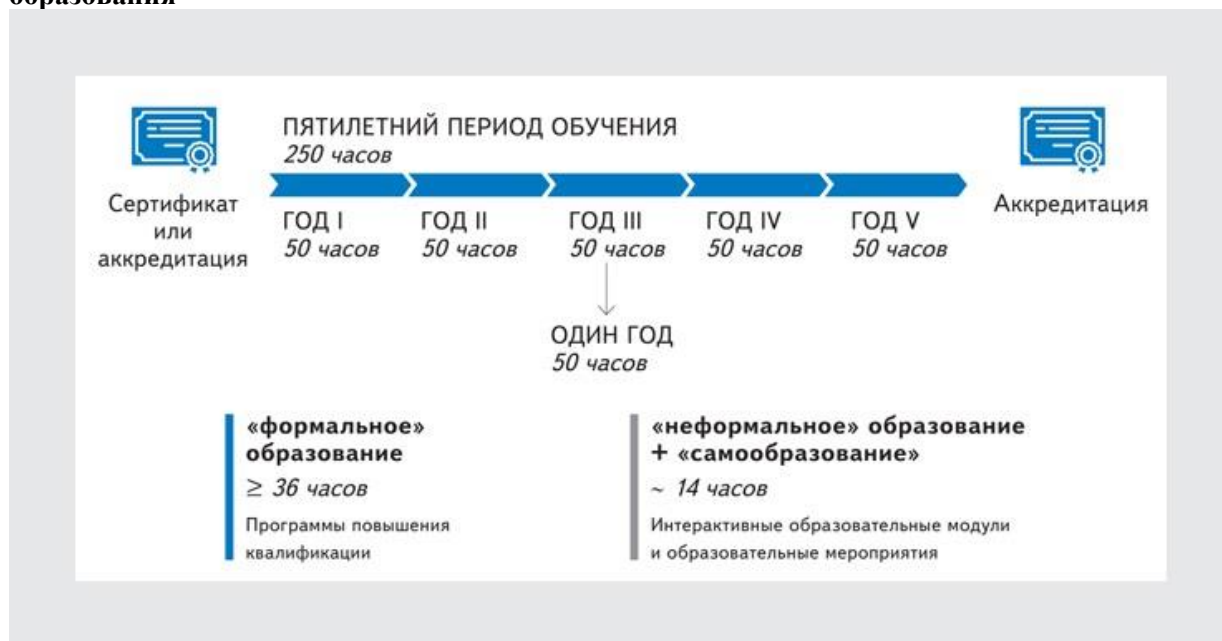 образования
ПЯТИЛЕТНИЙ ПЕРИОД ОБУЧЕНИЯ
250 часов
Сертификат
или
аккредитация
ГОД I
50 часов
ГОД II
50 часов
ГОД III
50 часов
ГОД IV
50 часов
ГОД V
50 часов
Аккредитация
ОДИН ГОД
50 часов
«формальное»
образование
≥ 36 часов
Программы повышения
квалификации
«неформальное» образование
+ «самообразование»
~ 14 часов
Интерактивные образовательные модули
и образовательные мероприятия